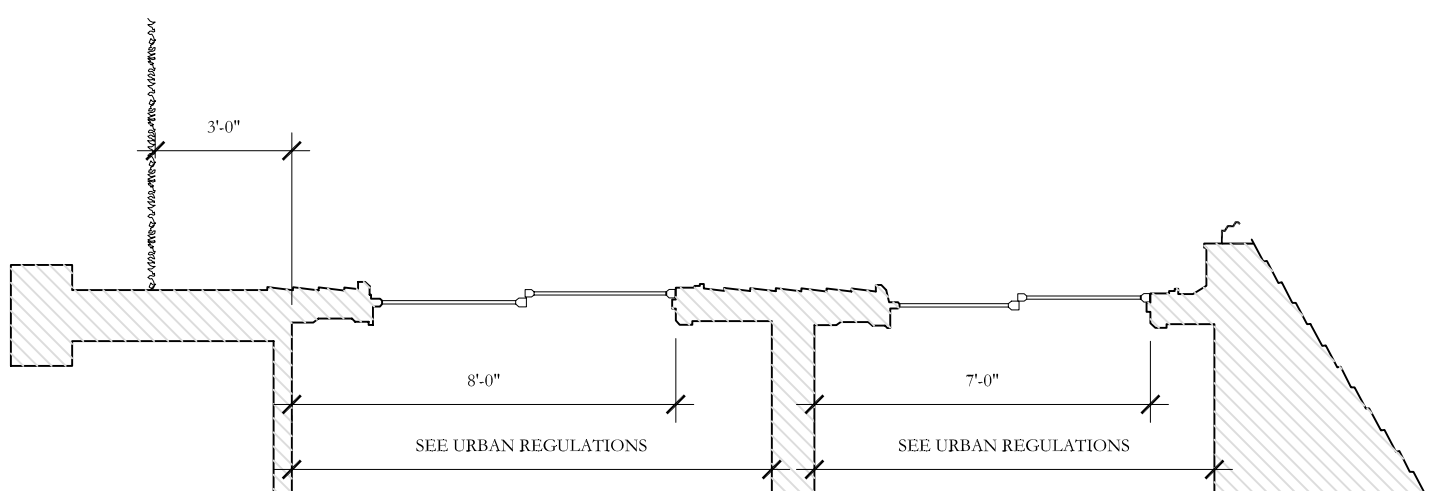 3'-0"
8'-0"
7'-0"
SEE URBAN REGULATIONS
SEE URBAN REGULATIONS